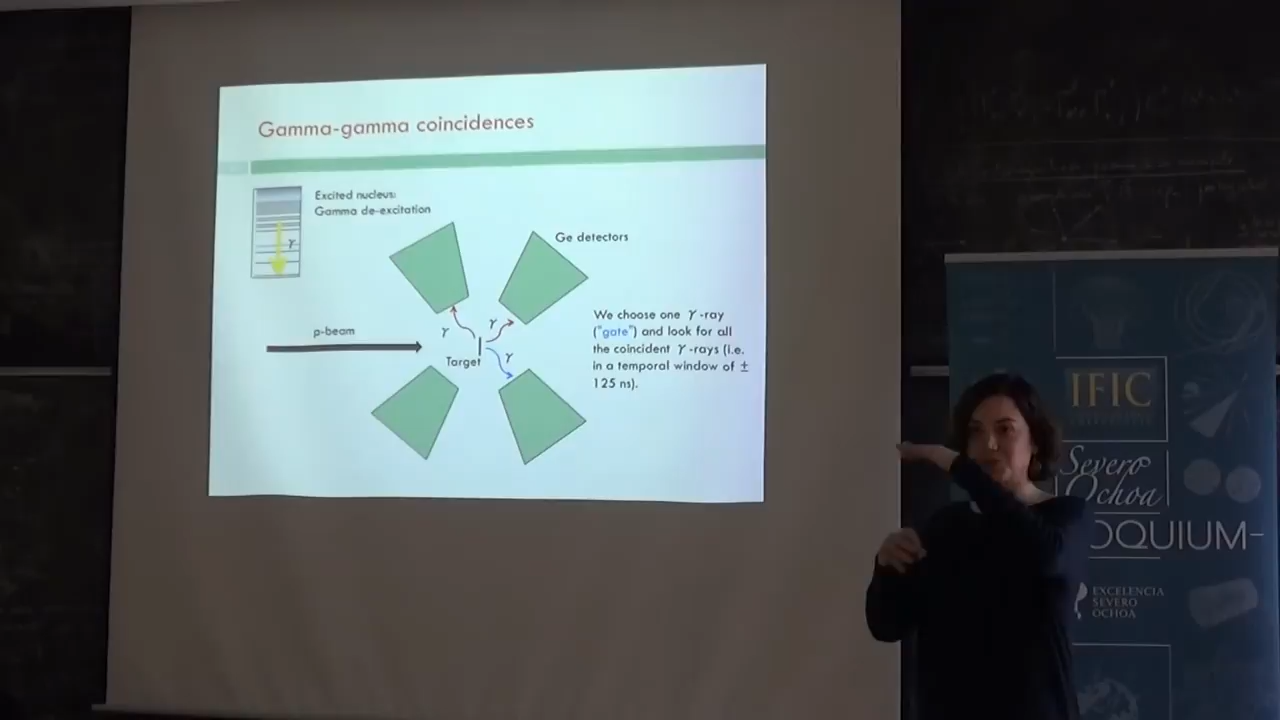 Gamma-gamma coincidences
Excited nucleus:
Gamma de-excitation
γ
Ge detectors
p-beam
γ
γ
γ
Target
We choose one γ-ray
("gate") and look for all
the coincident γ-rays (i.e.
in a temporal window of ±
125 ns).
IFIC
Severo
Ochoa
OQUIUM-
EXCELENCIA
SEVERO
OCHOA